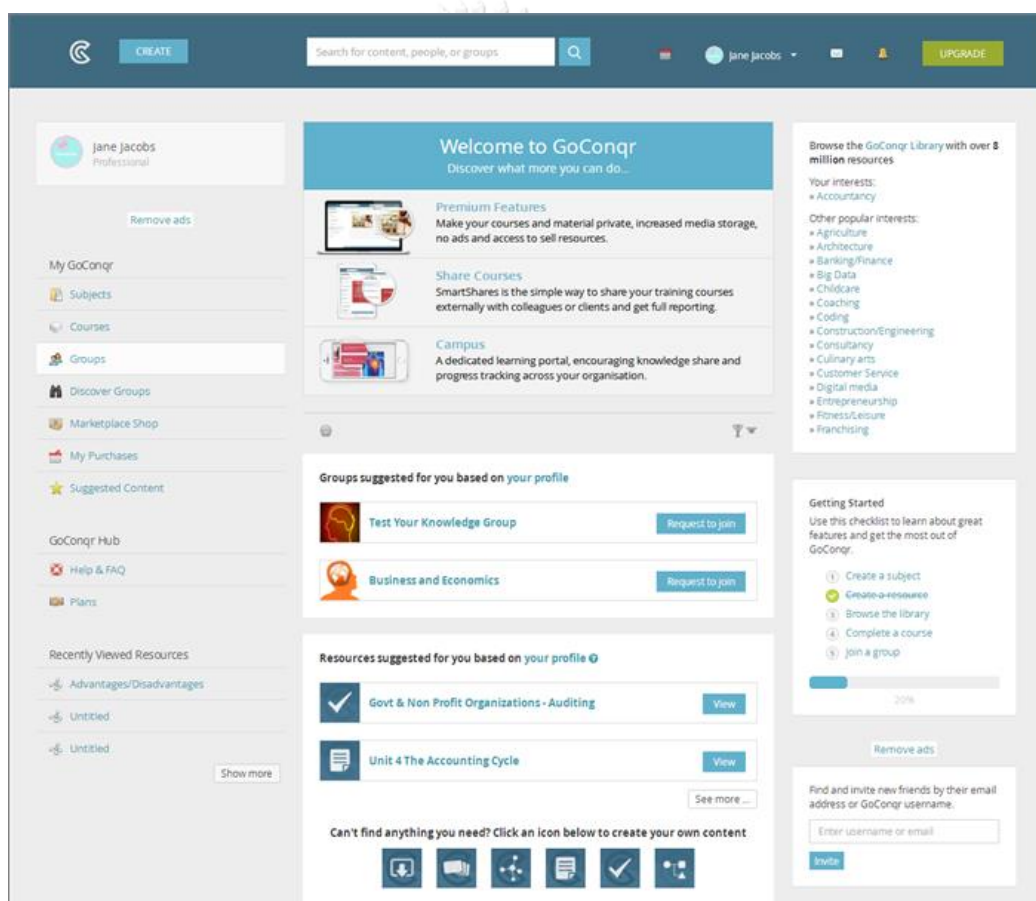 CREATE
Search for content, people, or groups
Jane Jacobs
UPGRADE
Jane Jacobs
Professional
Remove ads
My GoConqr
Subjects
Courses
Groups
Discover Groups
Marketplace Shop
My Purchases
Suggested Content
GoConqr Hub
Help & FAQ
Plans
Recently Viewed Resources
Advantages/Disadvantages
Untitled
Untitled
Show more
Welcome to GoConqr
Discover what more you can do...
Premium Features
Make your courses and material private, increased media storage,
no ads and access to sell resources.
Share Courses
SmartShares is the simple way to share your training courses
externally with colleagues or clients and get full reporting.
Campus
A dedicated learning portal, encouraging knowledge share and
progress tracking across your organisation.
Groups suggested for you based on your profile
Test Your Knowledge Group
Request to join
Business and Economics
Request to join
Resources suggested for you based on your profile
Govt & Non Profit Organizations - Auditing
View
Unit 4 The Accounting Cycle
View
See more ...
Can't find anything you need? Click an icon below to create your own content
Browse the GoConqr Library with over 8
million resources
Your interests:
» Accountancy
Other popular interests:
» Agriculture
» Architecture
» Banking/Finance
» Big Data
» Childcare
» Coaching
» Coding
» Construction/Engineering
» Consultancy
» Culinary arts
» Customer Service
» Digital media
» Entrepreneurship
» Fitness/Leisure
» Franchising
Getting Started
Use this checklist to learn about great
features and get the most out of
GoConqr.
1 Create a subject
Create a resource
3 Browse the library
4 Complete a course
5 Join a group
20%
Remove ads
Find and invite new friends by their email
address or GoConqr username.
Enter username or email
Invite